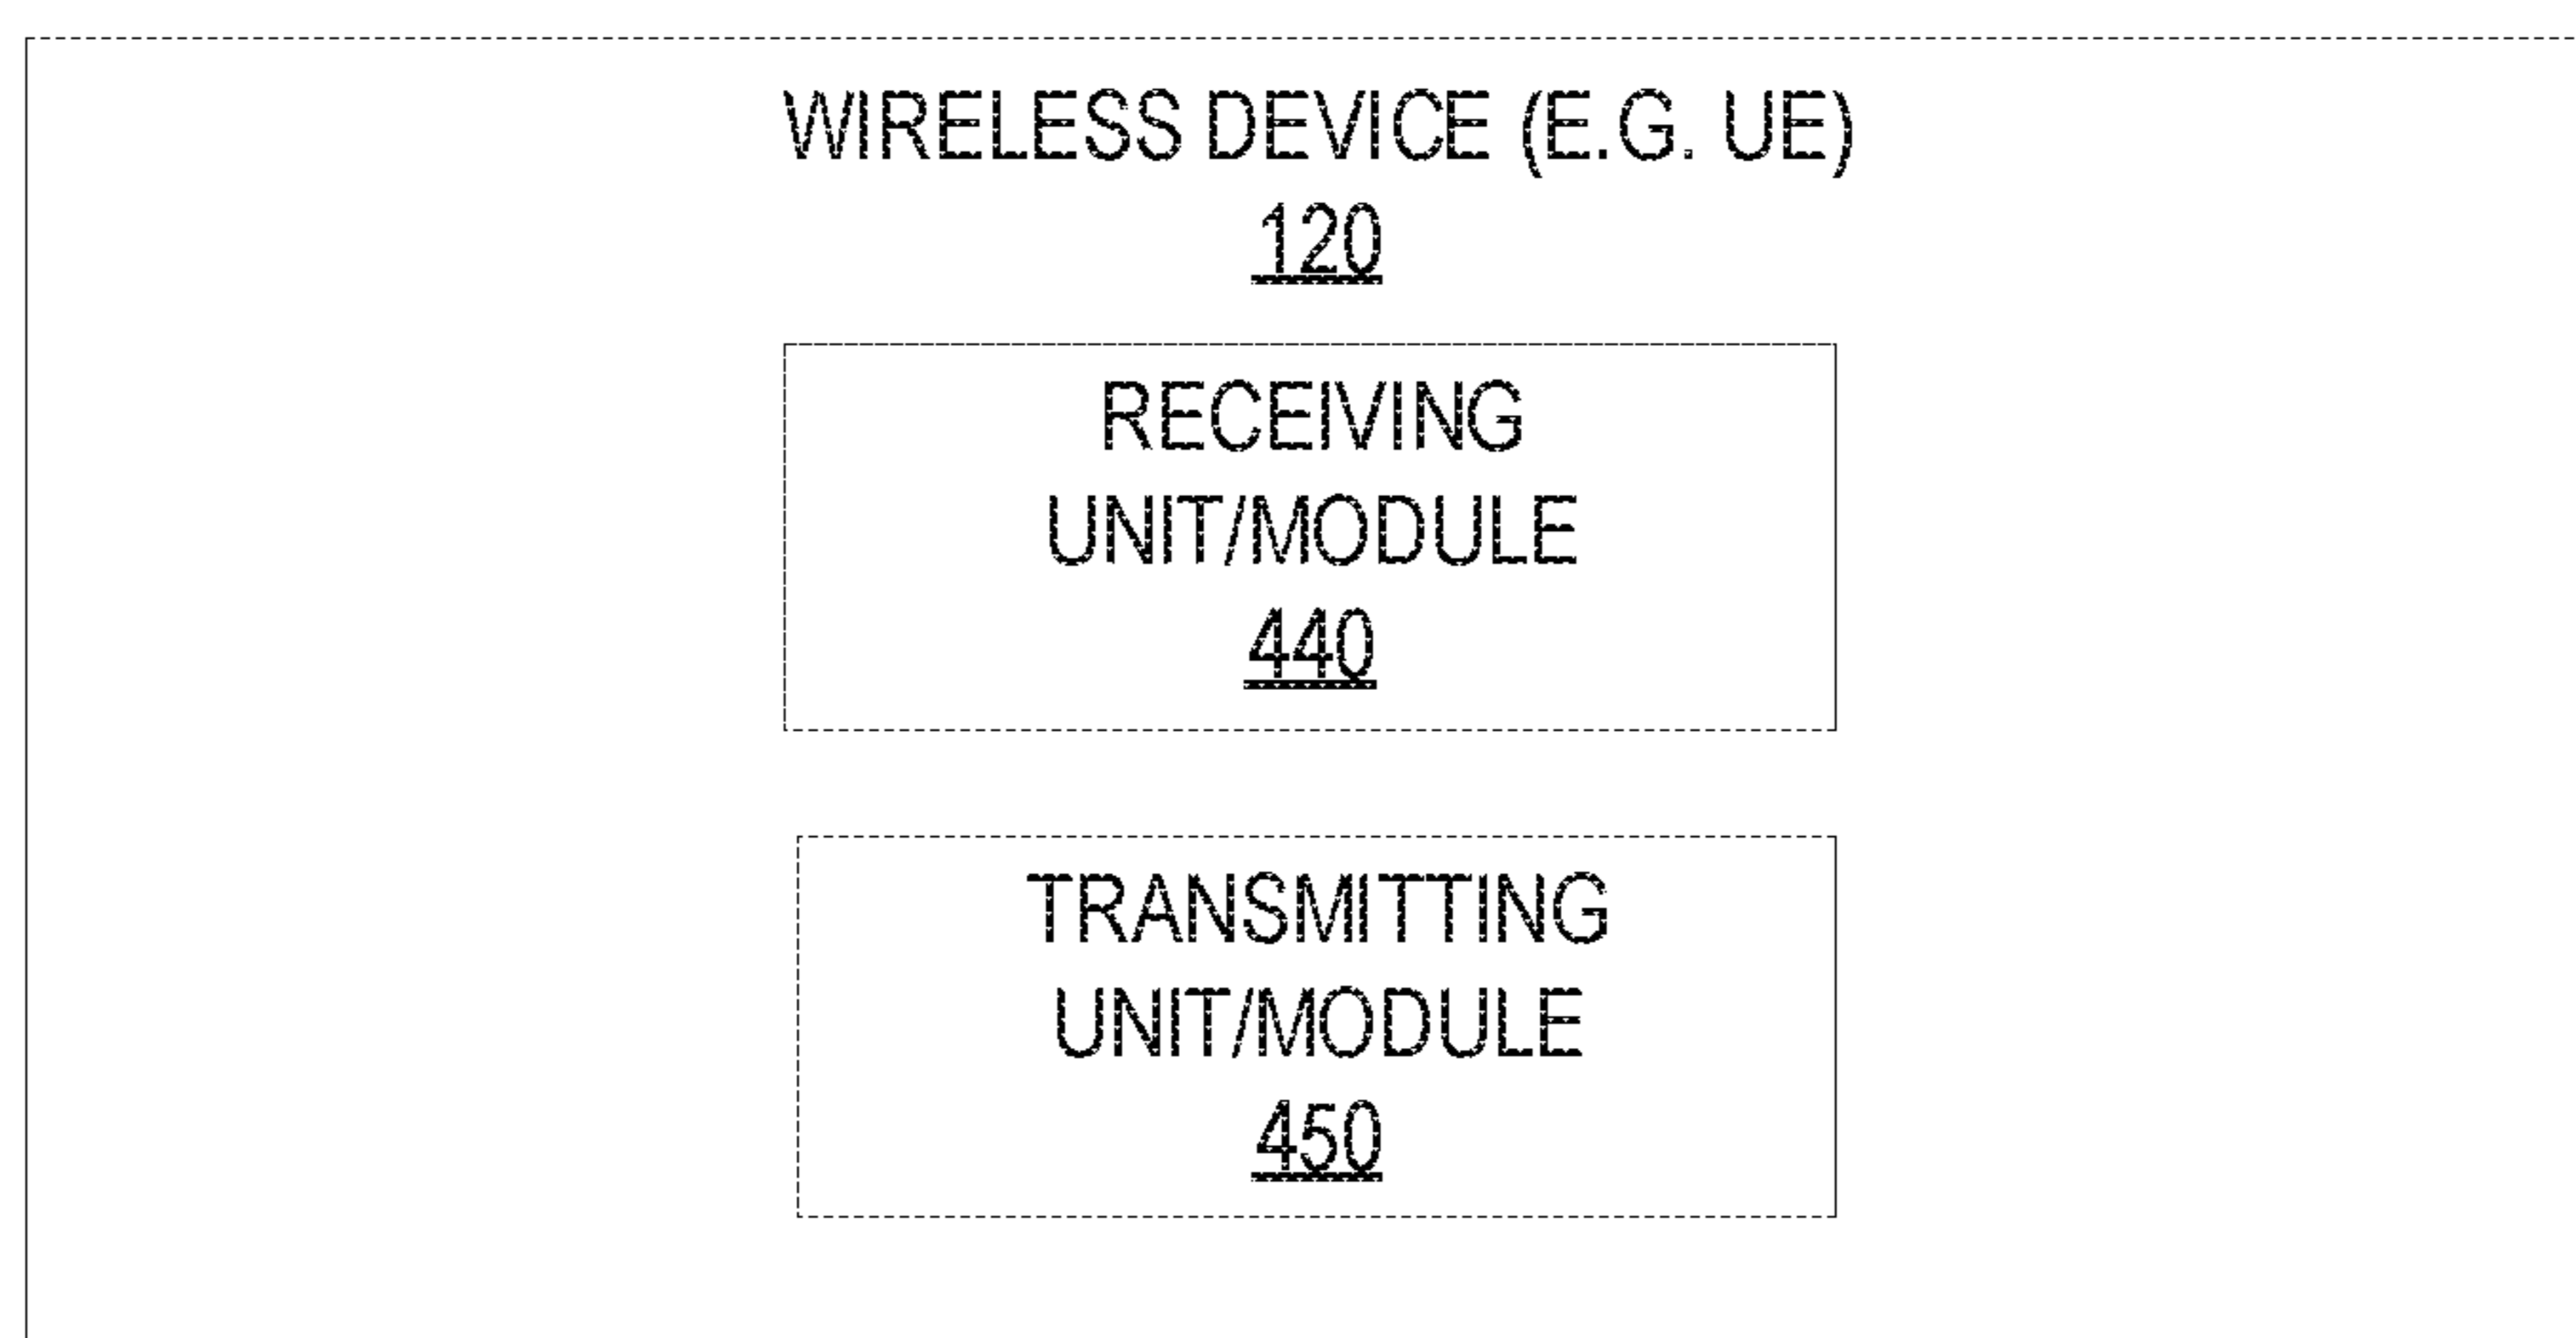 WIRELESS DEVICE (E.G. UE)
120
RECEIVING
UNIT/MODULE
440
TRANSMITTING
UNIT/MODULE
450